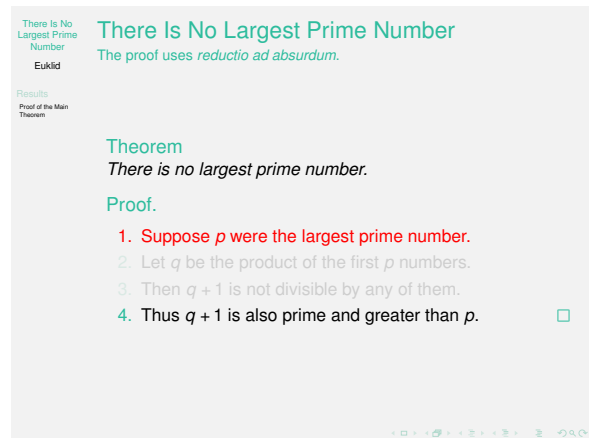 There Is No
Largest Prime
Number
Euklid
Results
Proof of the Main
Theorem
There Is No Largest Prime Number
The proof uses reductio ad absurdum.
Theorem
There is no largest prime number.
Proof.
1. Suppose p were the largest prime number.
2. Let q be the product of the first p numbers.
3. Then q + 1 is not divisible by any of them.
4. Thus q + 1 is also prime and greater than p.